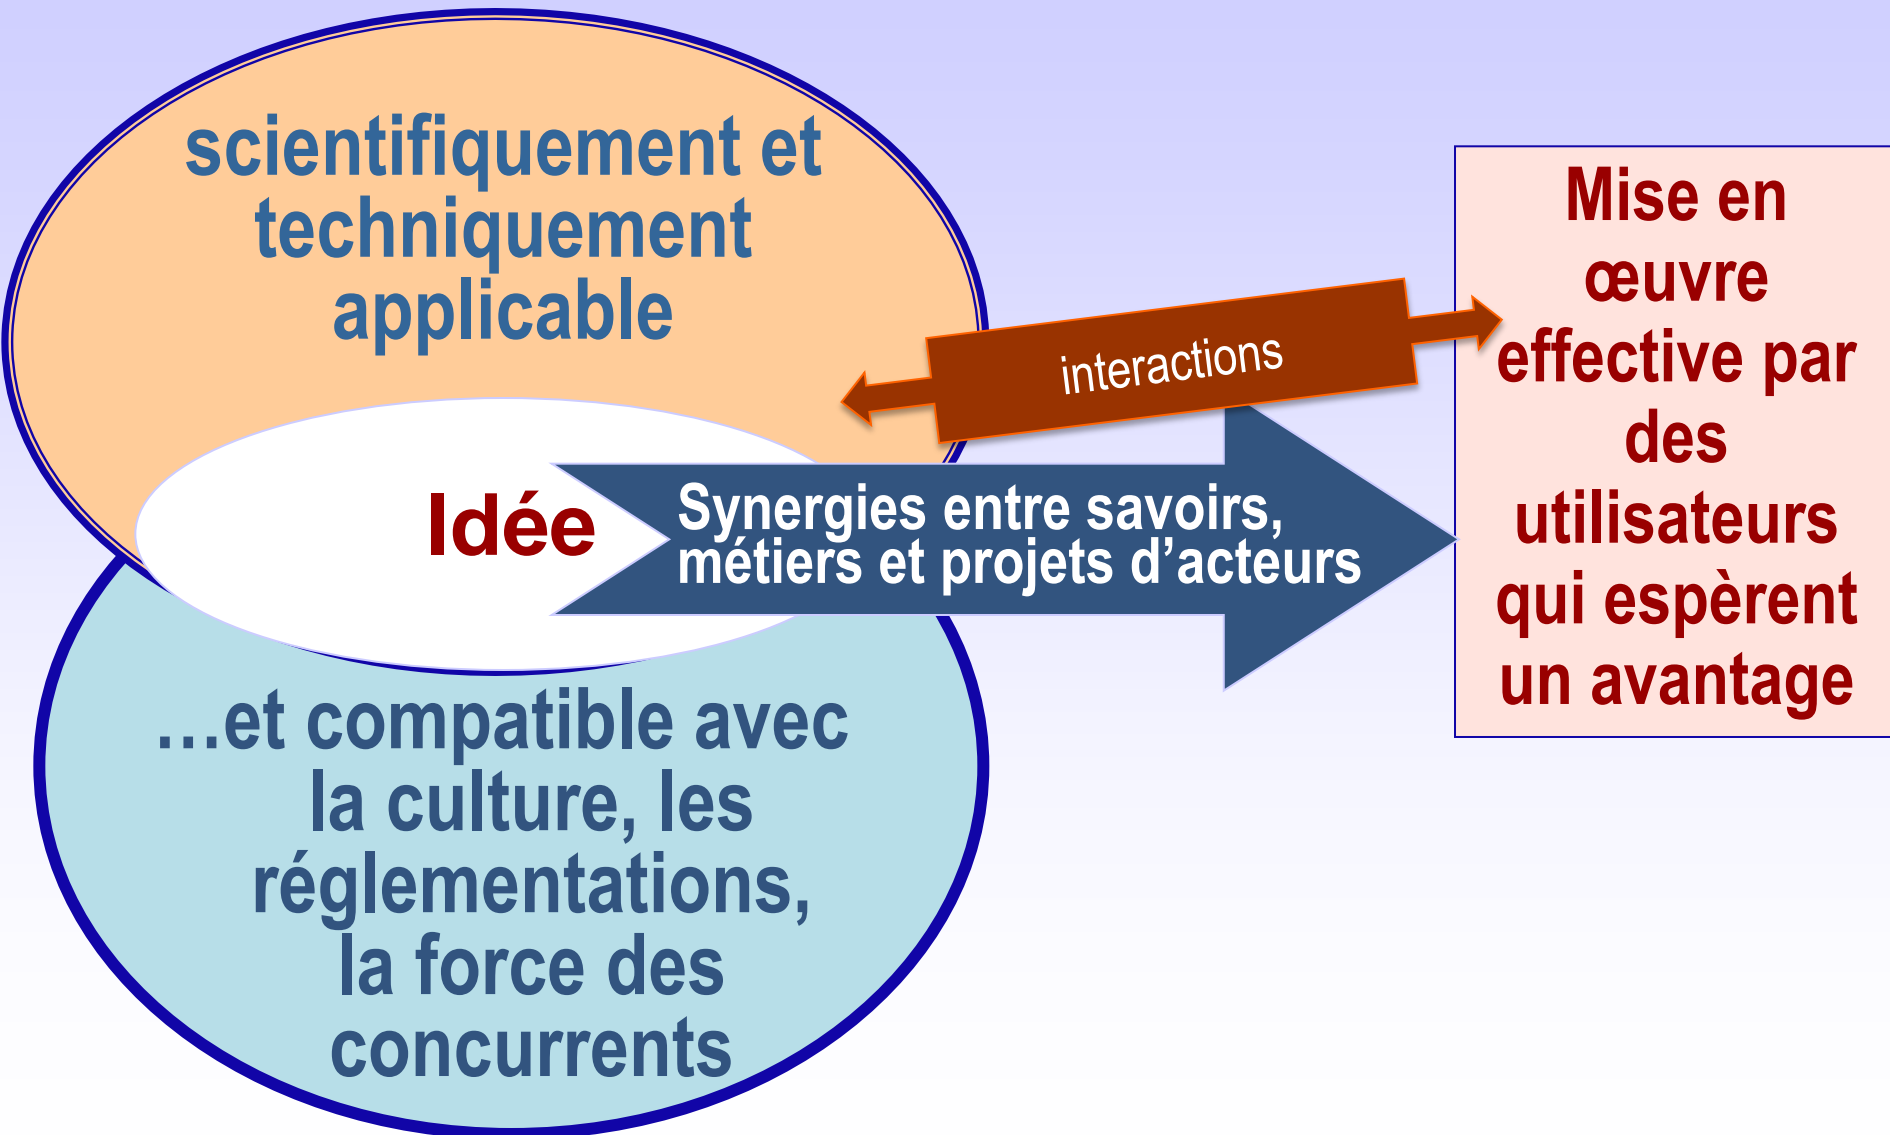 scientifiquement et
techniquement
applicable
interactions
Idée
Synergies entre savoirs,
métiers et projets d’acteurs
…et compatible avec
la culture, les
réglementations,
la force des
concurrents
Mise en
œuvre
effective par
des
utilisateurs
qui espèrent
un avantage